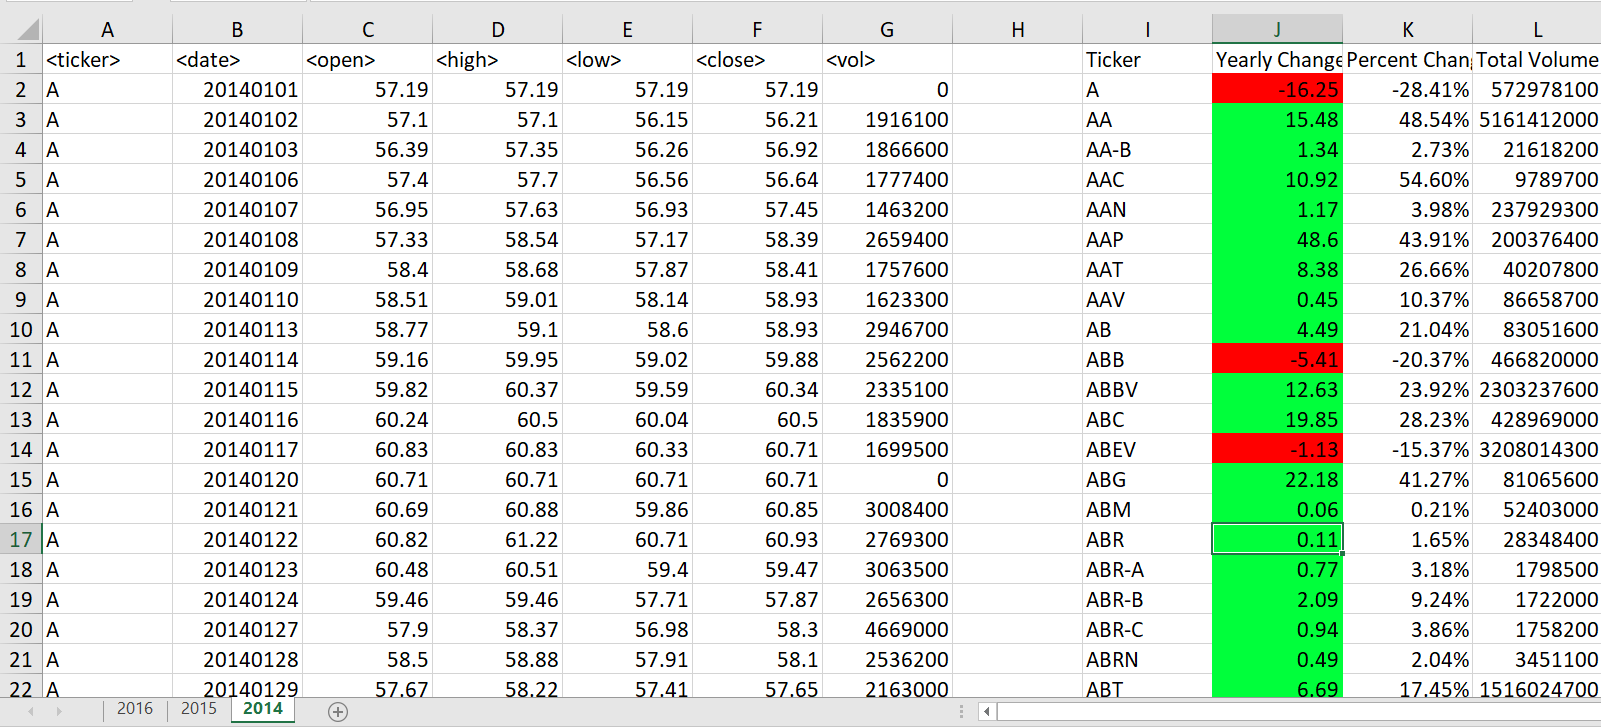 A B C D E F G H I J K L
1 <ticker> <date> <open> <high> <low> <close> <vol> Ticker Yearly Change Percent Chan Total Volume
2 A 20140101 57.19 57.19 57.19 57.19 0 A -16.25 -28.41% 572978100
3 A 20140102 57.1 57.1 56.15 56.21 1916100 AA 15.48 48.54% 5161412000
4 A 20140103 56.39 57.35 56.26 56.92 1866600 AA-B 1.34 2.73% 21618200
5 A 20140106 57.4 57.7 56.56 56.64 1777400 AAC 10.92 54.60% 9789700
6 A 20140107 56.95 57.63 56.93 57.45 1463200 AAN 1.17 3.98% 237929300
7 A 20140108 57.33 58.54 57.17 58.39 2659400 AAP 48.6 43.91% 200376400
8 A 20140109 58.4 58.68 57.87 58.41 1757600 AAT 8.38 26.66% 40207800
9 A 20140110 58.51 59.01 58.14 58.93 1623300 AAV 0.45 10.37% 86658700
10 A 20140113 58.77 59.1 58.6 58.93 2946700 AB 4.49 21.04% 83051600
11 A 20140114 59.16 59.95 59.02 59.88 2562200 ABB -5.41 -20.37% 466820000
12 A 20140115 59.82 60.37 59.59 60.34 2335100 ABBV 12.63 23.92% 2303237600
13 A 20140116 60.24 60.5 60.04 60.5 1835900 ABC 19.85 28.23% 428969000
14 A 20140117 60.83 60.83 60.33 60.71 1699500 ABEV -1.13 -15.37% 3208014300
15 A 20140120 60.71 60.71 60.71 60.71 0 ABG 22.18 41.27% 81065600
16 A 20140121 60.69 60.88 59.86 60.85 3008400 ABM 0.06 0.21% 52403000
17 A 20140122 60.82 61.22 60.71 60.93 2769300 ABR 0.11 1.65% 28348400
18 A 20140123 60.48 60.51 59.4 59.47 3063500 ABR-A 0.77 3.18% 1798500
19 A 20140124 59.46 59.46 57.71 57.87 2656300 ABR-B 2.09 9.24% 1722000
20 A 20140127 57.9 58.37 56.98 58.3 4669000 ABR-C 0.94 3.86% 1758200
21 A 20140128 58.5 58.88 57.91 58.1 2536200 ABRN 0.49 2.04% 3451100
22 A 20140129 57.67 58.22 57.41 57.65 2163000 ABT 6.69 17.45% 1516024700
2016 2015 2014